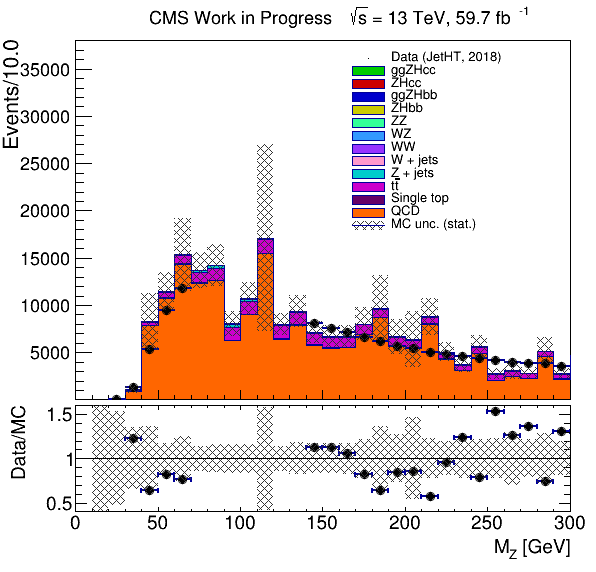 CMS Work in Progress √s = 13 TeV, 59.7 fb⁻¹
Events/10.0
35000
30000
25000
20000
15000
10000
5000
Data (JetHT, 2018)
ggZHcc
ZHcc
ggZHbb
ZHbb
ZZ
WZ
WW
W + jets
Z + jets
tt̄
Single top
QCD
MC unc. (stat.)
Data/MC
1.5
1
0.5
0 50 100 150 200 250 300
M_Z [GeV]